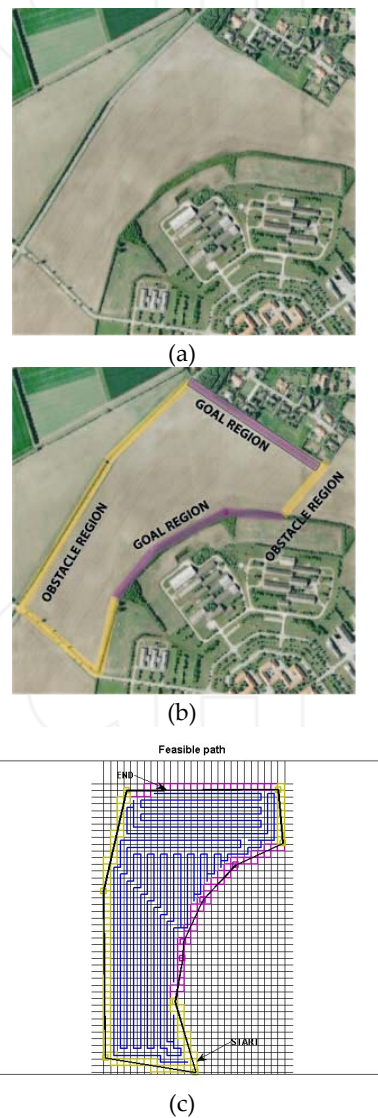 (a)
GOAL REGION
OBSTACLE REGION
GOAL REGION
OBSTACLE REGION
(b)
Feasible path
END
START
(c)